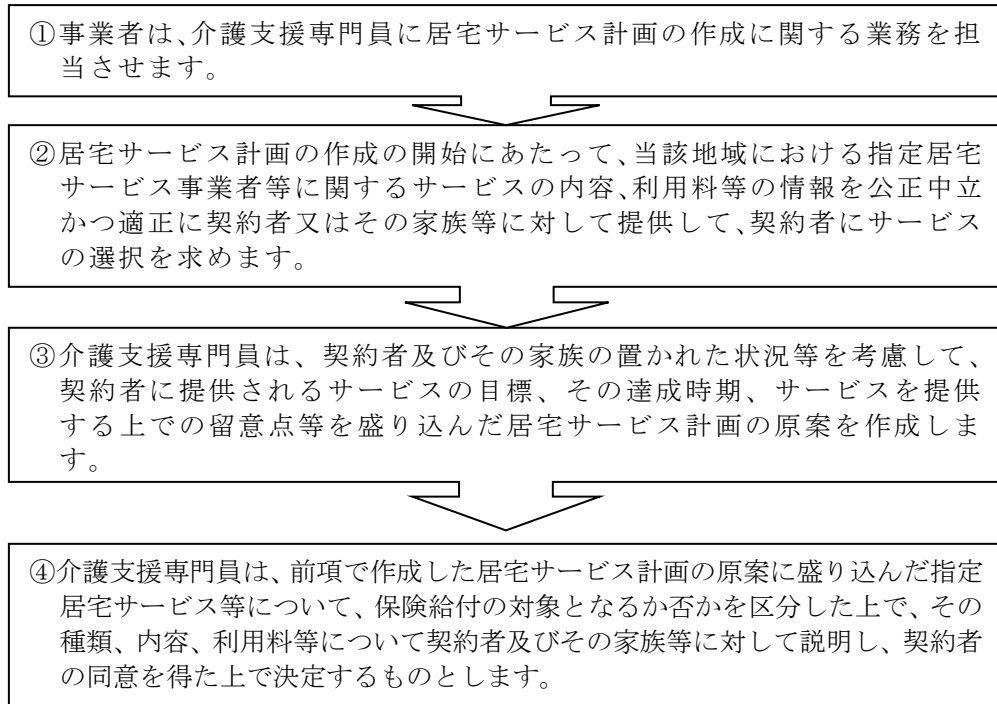 ①事業者は、介護支援専門員に居宅サービス計画の作成に関する業務を担
当させます。
②居宅サービス計画の作成の開始にあたって、当該地域における指定居宅
サービス事業者等に関するサービスの内容、利用料等の情報を公正中立
かつ適正に契約者又はその家族等に対して提供して、契約者にサービス
の選択を求めます。
③介護支援専門員は、契約者及びその家族の置かれた状況等を考慮して、
契約者に提供されるサービスの目標、その達成時期、サービスを提供
する上での留意点等を盛り込んだ居宅サービス計画の原案を作成しま
す。
④介護支援専門員は、前項で作成した居宅サービス計画の原案に盛り込んだ指定
居宅サービス等について、保険給付の対象となるか否かを区分した上で、その
種類、内容、利用料等について契約者及びその家族等に対して説明し、契約者
の同意を得た上で決定するものとします。